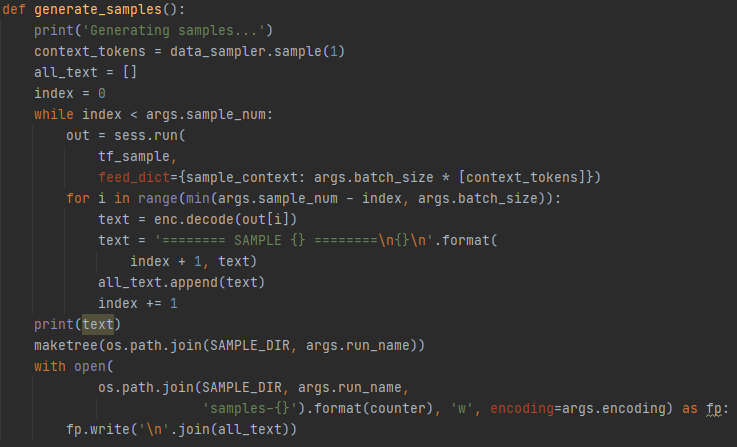 def generate_samples():
    print('Generating samples...')
    context_tokens = data_sampler.sample(1)
    all_text = []
    index = 0
    while index < args.sample_num:
        out = sess.run(
            tf_sample,
            feed_dict={sample_context: args.batch_size * [context_tokens]})
        for i in range(min(args.sample_num - index, args.batch_size)):
            text = enc.decode(out[i])
            text = '======== SAMPLE {} ========\n{}\n'.format(
                index + 1, text)
            all_text.append(text)
            index += 1
    print(text)
    maketree(os.path.join(SAMPLE_DIR, args.run_name))
    with open(
            os.path.join(SAMPLE_DIR, args.run_name,
                         'samples-{}').format(counter), 'w', encoding=args.encoding) as fp:
        fp.write('\n'.join(all_text))